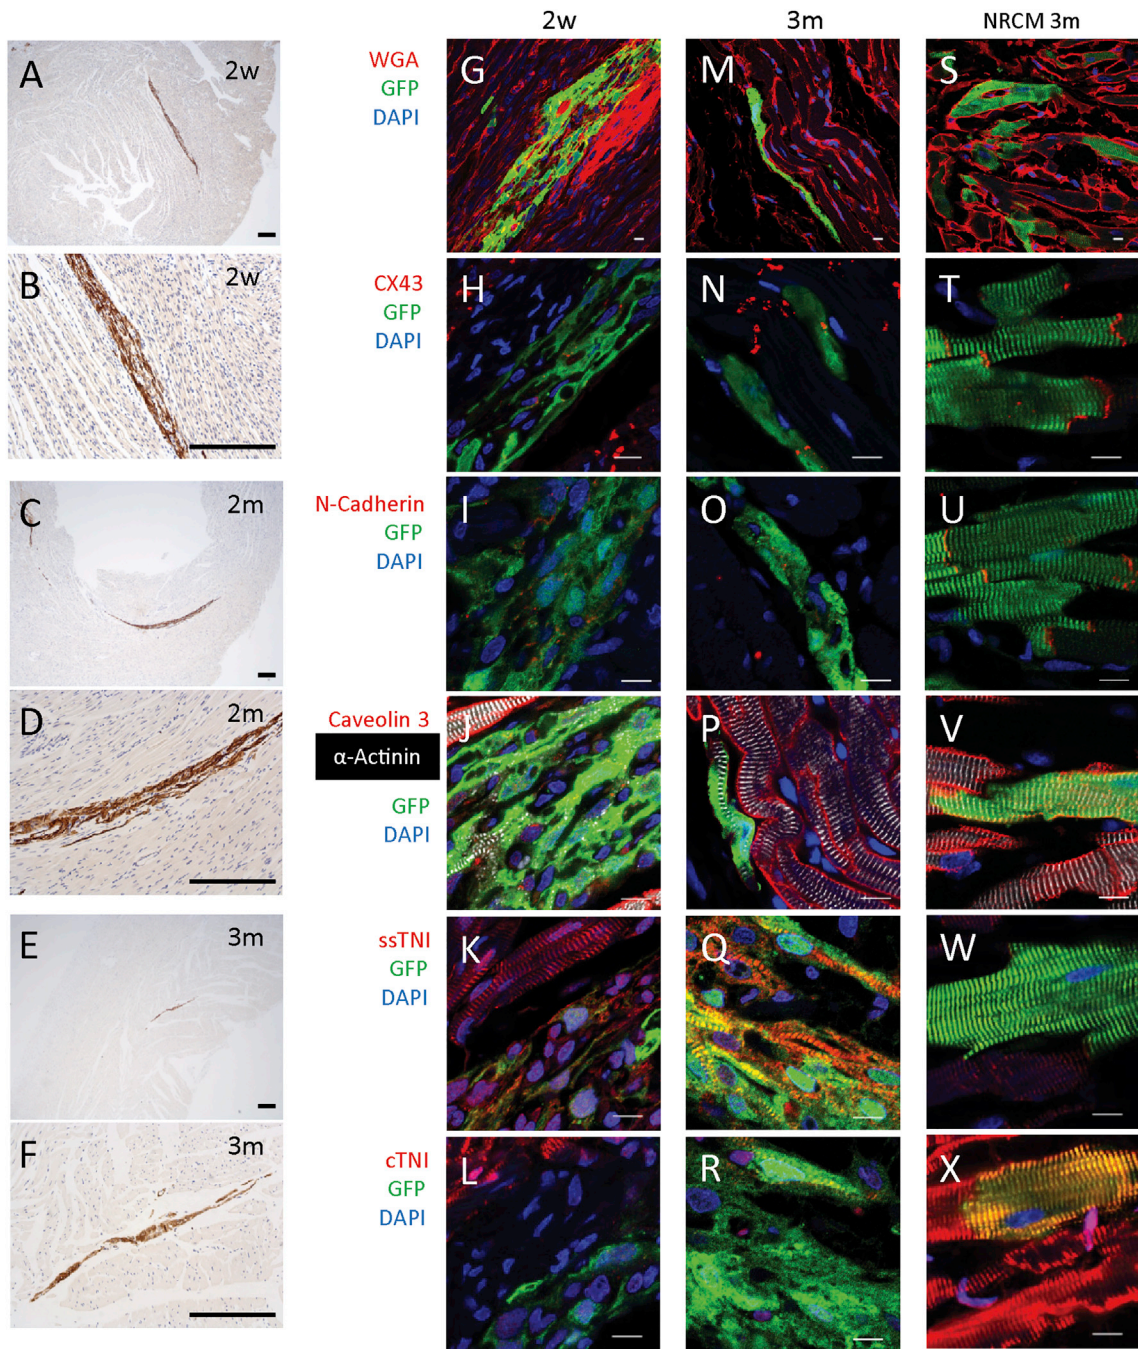 2w
3m
NRCM 3m
A
2w
B
2w
C
2m
D
2m
E
3m
F
3m
WGA
GFP
DAPI
G
M
S
CX43
GFP
DAPI
H
N
T
N-Cadherin
GFP
DAPI
I
O
U
Caveolin 3
α-Actinin
GFP
DAPI
J
P
V
ssTNI
GFP
DAPI
K
Q
W
cTNI
GFP
DAPI
L
R
X